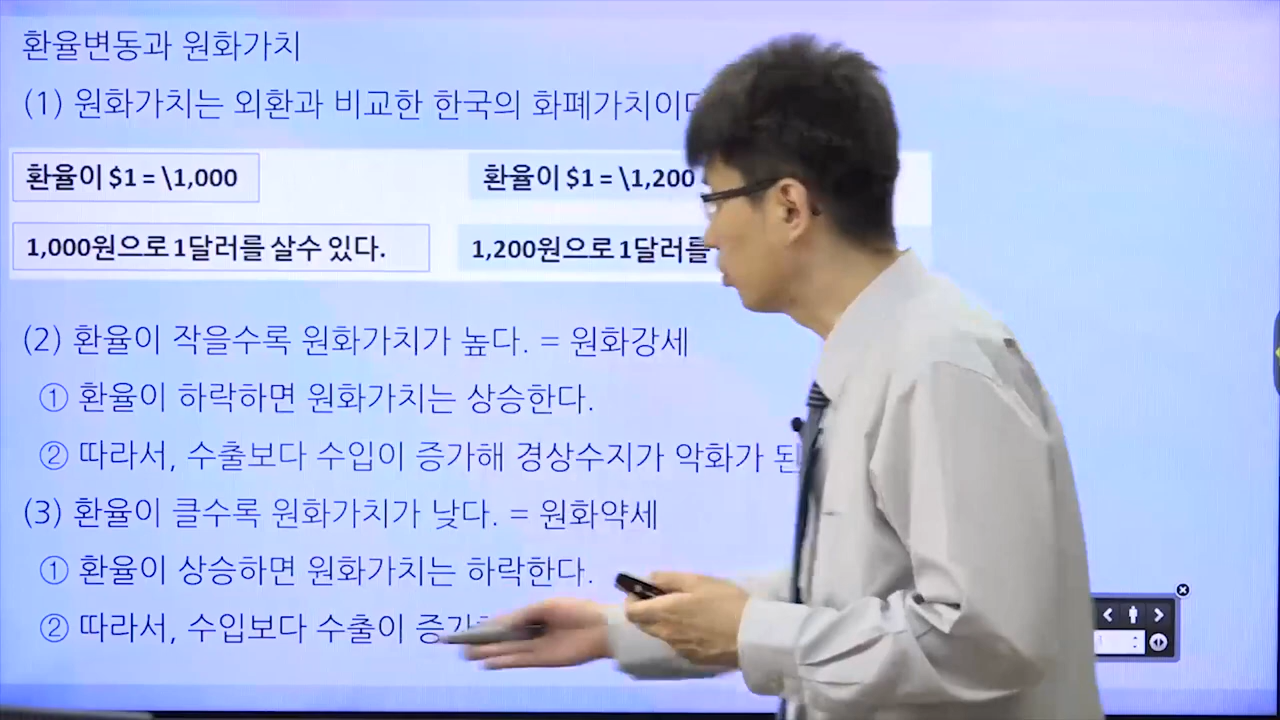 환율변동과 원화가치
(1) 원화가치는 외환과 비교한 한국의 화폐가치이다
환율이 $1 = \1,000
환율이 $1 = \1,200
1,000원으로 1달러를 살수 있다.
1,200원으로 1달러를
(2) 환율이 작을수록 원화가치가 높다. = 원화강세
① 환율이 하락하면 원화가치는 상승한다.
② 따라서, 수출보다 수입이 증가해 경상수지가 악화가 된
(3) 환율이 클수록 원화가치가 낮다. = 원화약세
① 환율이 상승하면 원화가치는 하락한다.
② 따라서, 수입보다 수출이 증가